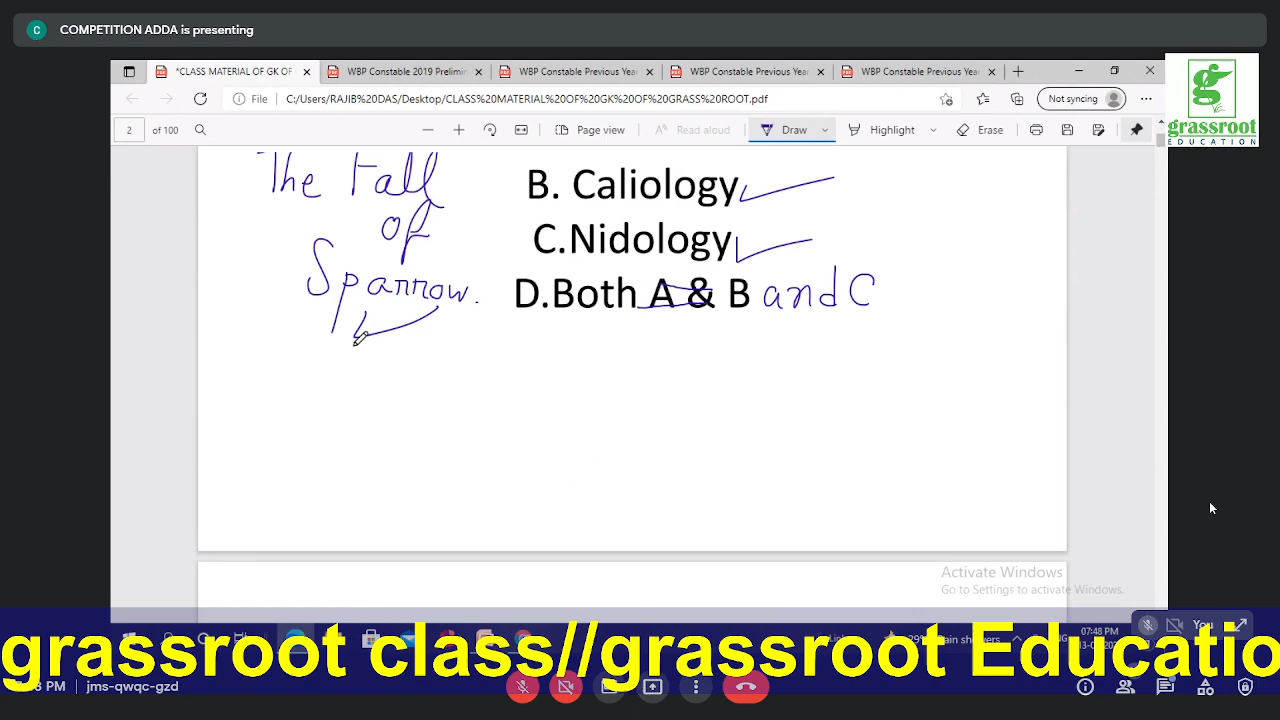 C COMPETITION ADDA is presenting
*CLASS MATERIAL OF GK OF
WBP Constable 2019 Prelimin
WBP Constable Previous Year
WBP Constable Previous Year
WBP Constable Previous Year
File C:/Users/RAJIB%20DAS/Desktop/CLASS%20MATERIAL%20OF%20GK%20OF%20GRASS%20ROOT.pdf Not syncing
grassroot
EDUCATION
2 of 100 Page view Read aloud Draw Highlight Erase
The Fall
of
Sparrow.
B. Caliology
C.Nidology
D.Both A & B and C
Activate Windows
Go to Settings to activate Windows.
07:48 PM You
grassroot class//grassroot Educatio
PM jms-qwqc-gzd